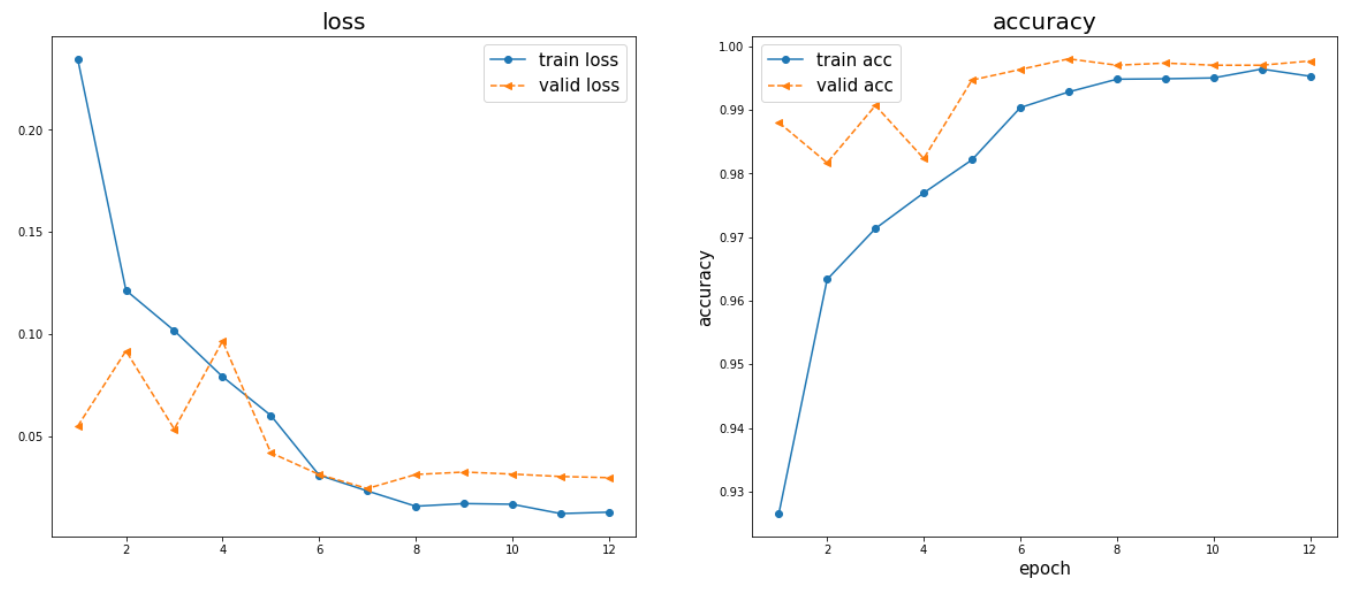 loss
train loss
valid loss
0.20
0.15
0.10
0.05
2 4 6 8 10 12
accuracy
train acc
valid acc
1.00
0.99
0.98
0.97
0.96
0.95
0.94
0.93
accuracy
2 4 6 8 10 12
epoch